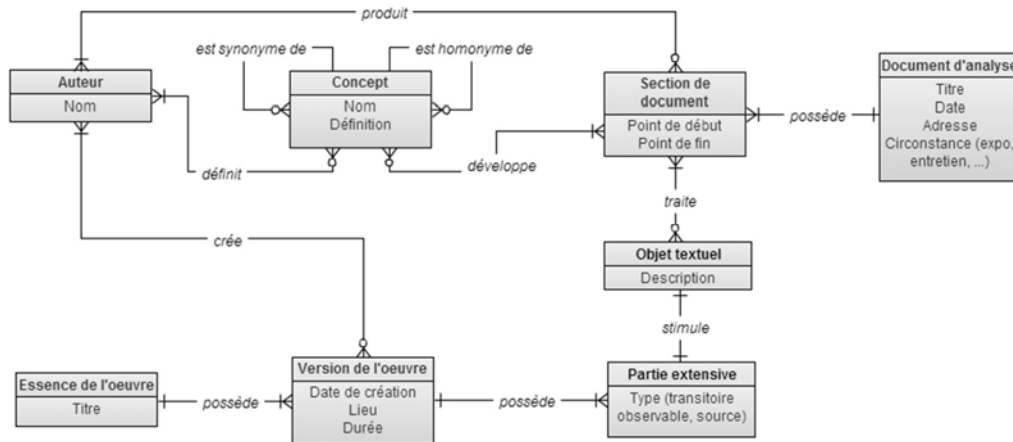 produit
est synonyme de
est homonyme de
Auteur
Nom
Concept
Nom
Définition
Section de
document
Point de début
Point de fin
possède
Document d'analyse
Titre
Date
Adresse
Circonstance (expo,
entretien, ...)
définit
développe
traite
crée
Objet textuel
Description
stimule
Essence de l'oeuvre
Titre
possède
Version de l'oeuvre
Date de création
Lieu
Durée
possède
Partie extensive
Type (transitoire
observable, source)